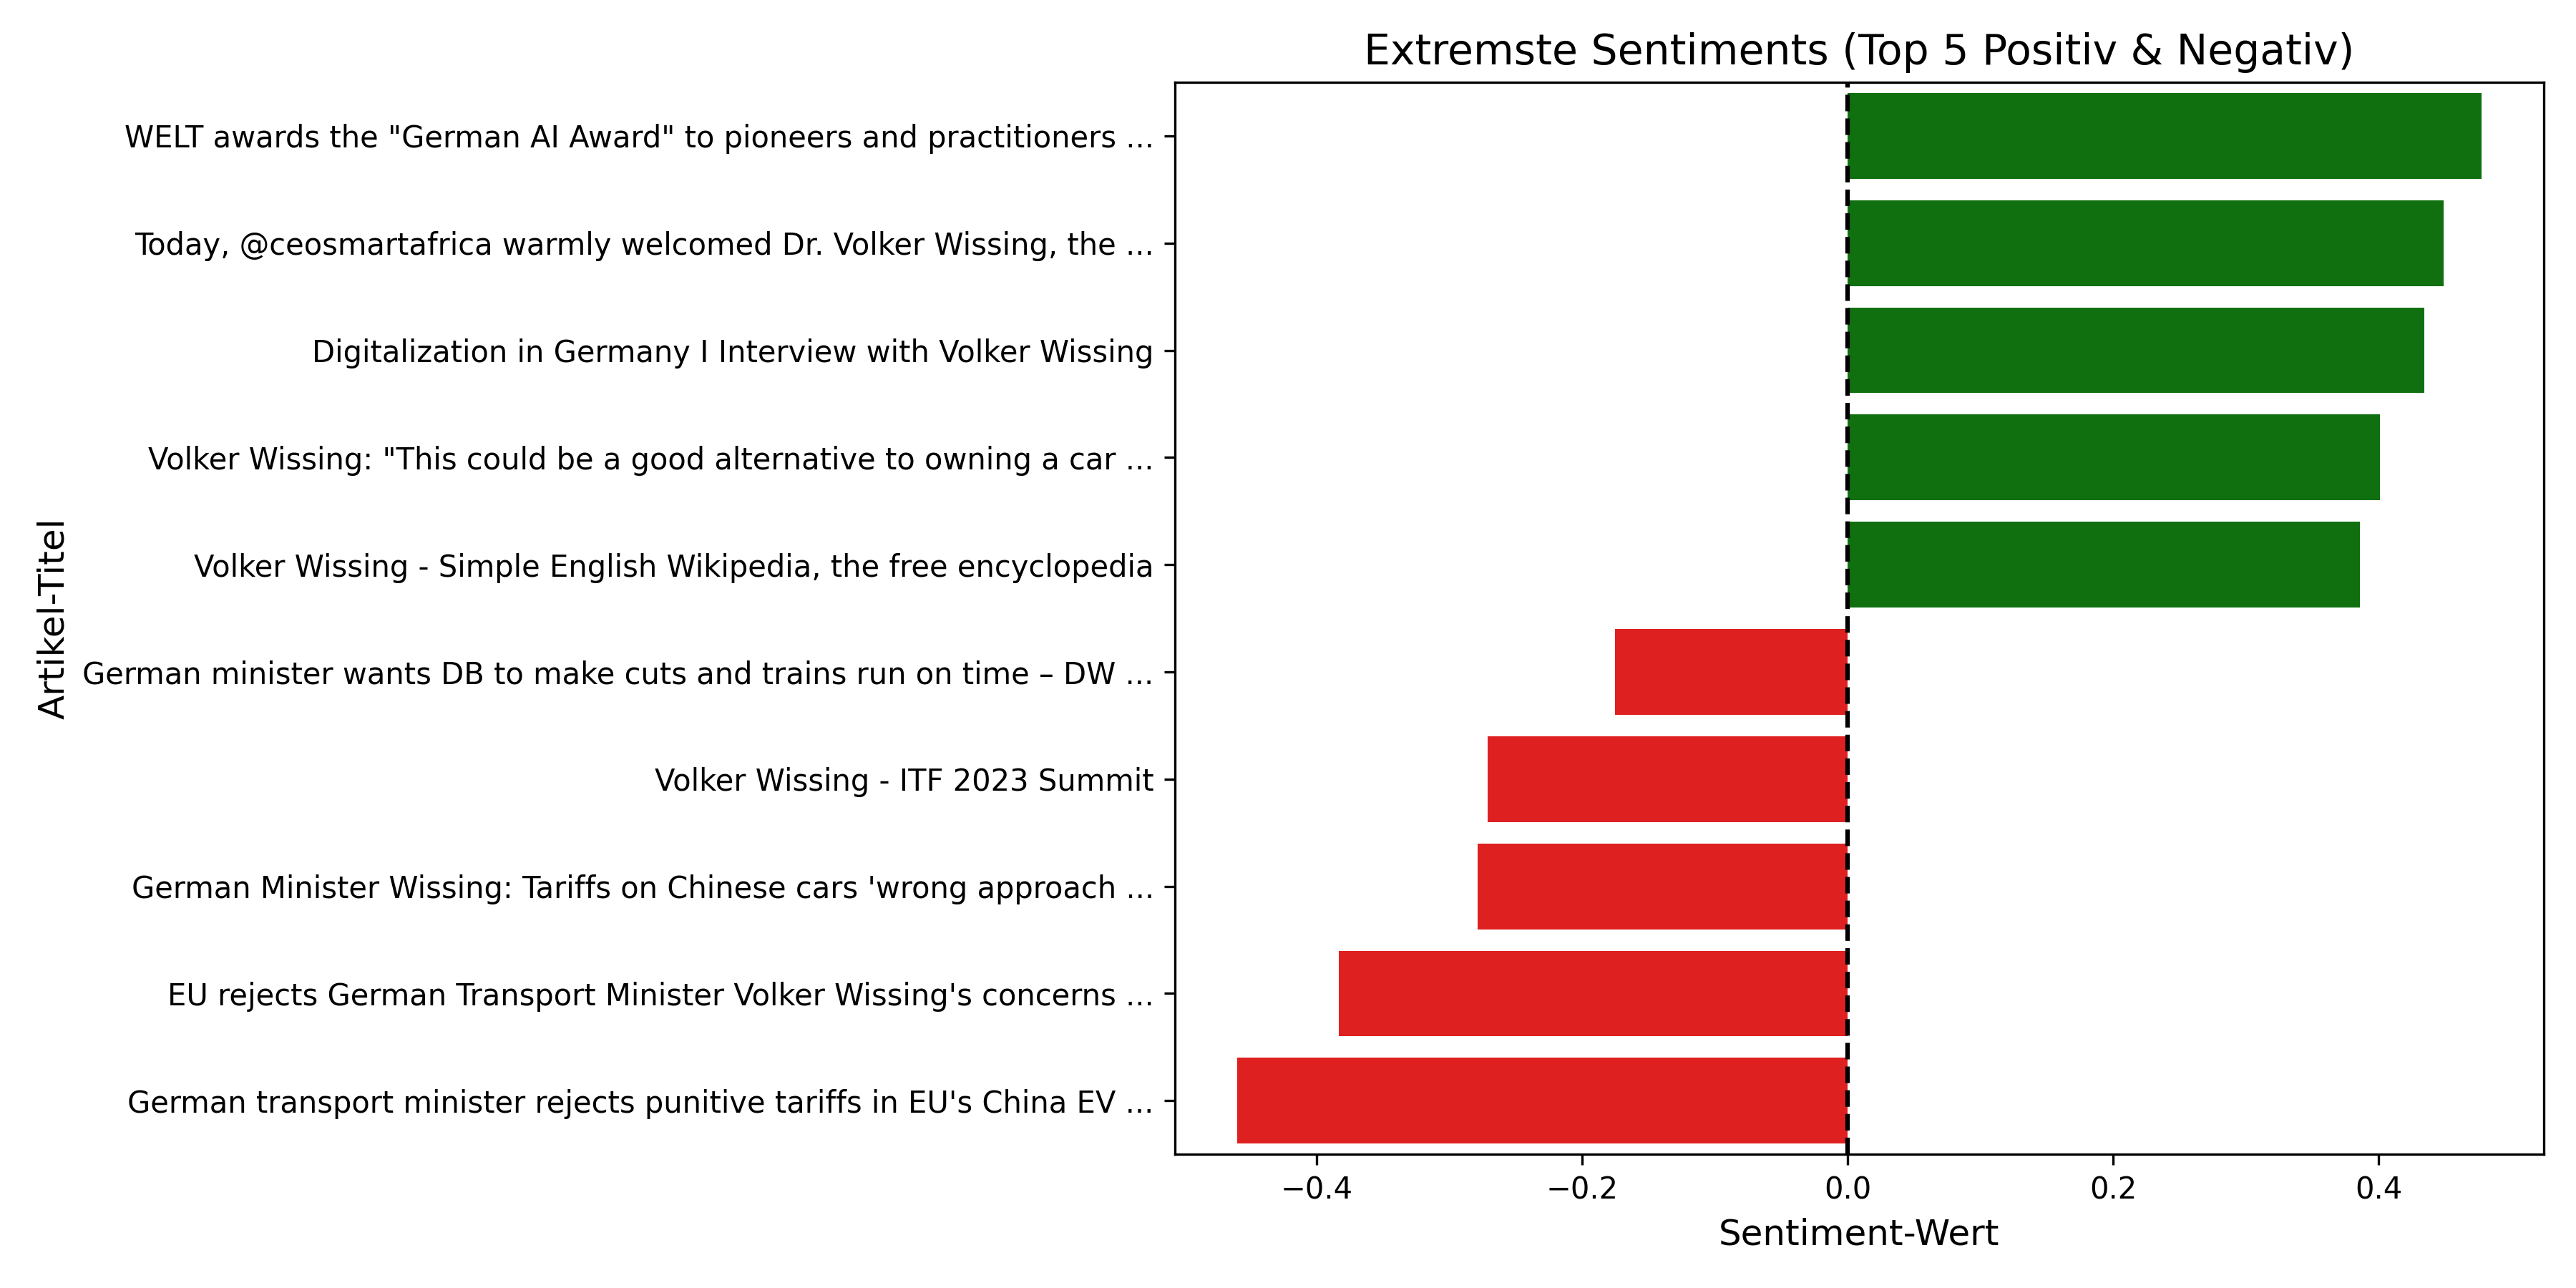 Extremste Sentiments (Top 5 Positiv & Negativ)
WELT awards the "German AI Award" to pioneers and practitioners ...
Today, @ceosmartafrica warmly welcomed Dr. Volker Wissing, the ...
Digitalization in Germany I Interview with Volker Wissing
Volker Wissing: "This could be a good alternative to owning a car ...
Volker Wissing - Simple English Wikipedia, the free encyclopedia
German minister wants DB to make cuts and trains run on time – DW ...
Volker Wissing - ITF 2023 Summit
German Minister Wissing: Tariffs on Chinese cars 'wrong approach ...
EU rejects German Transport Minister Volker Wissing's concerns ...
German transport minister rejects punitive tariffs in EU's China EV ...
Artikel-Titel
−0.4 −0.2 0.0 0.2 0.4
Sentiment-Wert